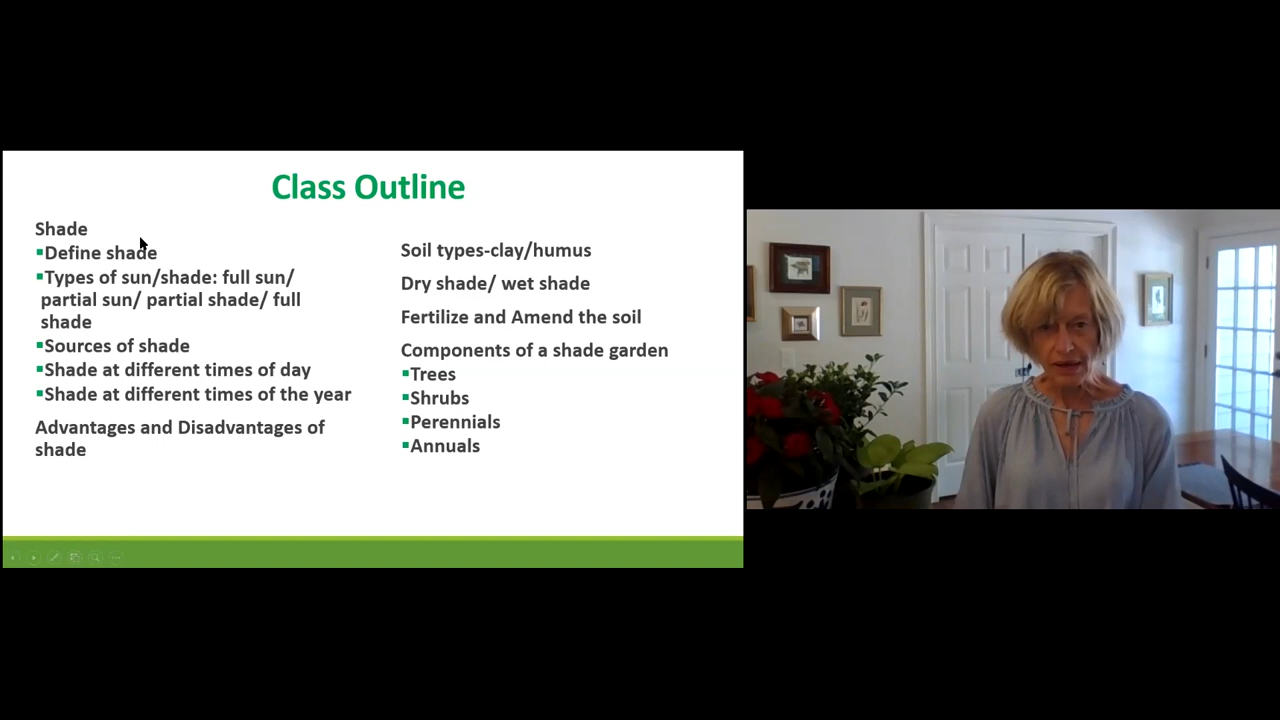 Class Outline
Shade
▪Define shade
▪Types of sun/shade: full sun/
partial sun/ partial shade/ full
shade
▪Sources of shade
▪Shade at different times of day
▪Shade at different times of the year
Advantages and Disadvantages of
shade
Soil types-clay/humus
Dry shade/ wet shade
Fertilize and Amend the soil
Components of a shade garden
▪Trees
▪Shrubs
▪Perennials
▪Annuals